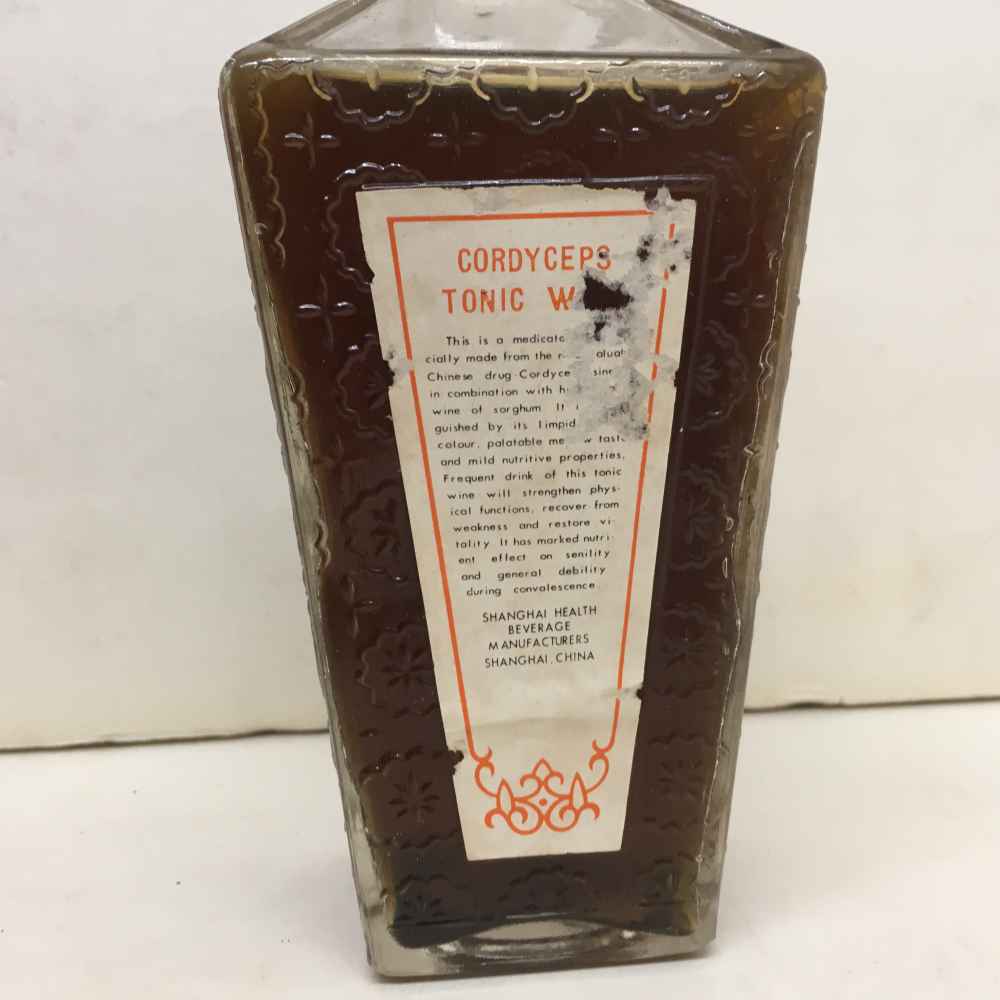 CORDYCEPS
TONIC
This is a
cially made from the
Chinese drug-
in combination with
wine of sorghum. It
guished by its limpid
colour, palatable taste
and mild nutritive properties.
Frequent drink of this tonic
wine will strengthen phys-
ical functions, recover from
weakness and restore vi-
tality. It has marked nutri-
ent effect on senility
and general debility
during convalescence.
SHANGHAI HEALTH
BEVERAGE
MANUFACTURERS
SHANGHAI, CHINA